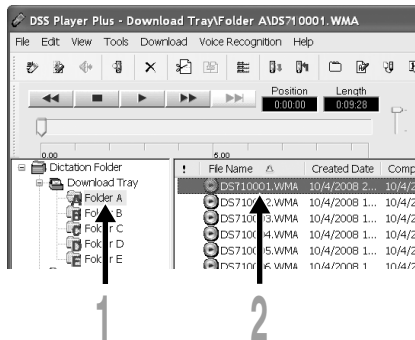 DSS Player Plus - Download Tray\Folder A\DS710001.WMA
File Edit View Tools Download Voice Recognition Help
Position Length
0:00:00 0:09:28
0.00 5.00
Dictation Folder
! File Name Created Date Comp
Download Tray
DS710001.WMA 10/4/2008 2... 10/4/2
Folder A
DS710002.WMA 10/4/2008 1... 10/4/2
Folder B
DS710003.WMA 10/4/2008 1... 10/4/2
Folder C
DS710004.WMA 10/4/2008 1... 10/4/2
Folder D
DS710005.WMA 10/4/2008 1... 10/4/2
Folder E
DS710006.WMA 10/4/2008 1... 10/4/2
1 2